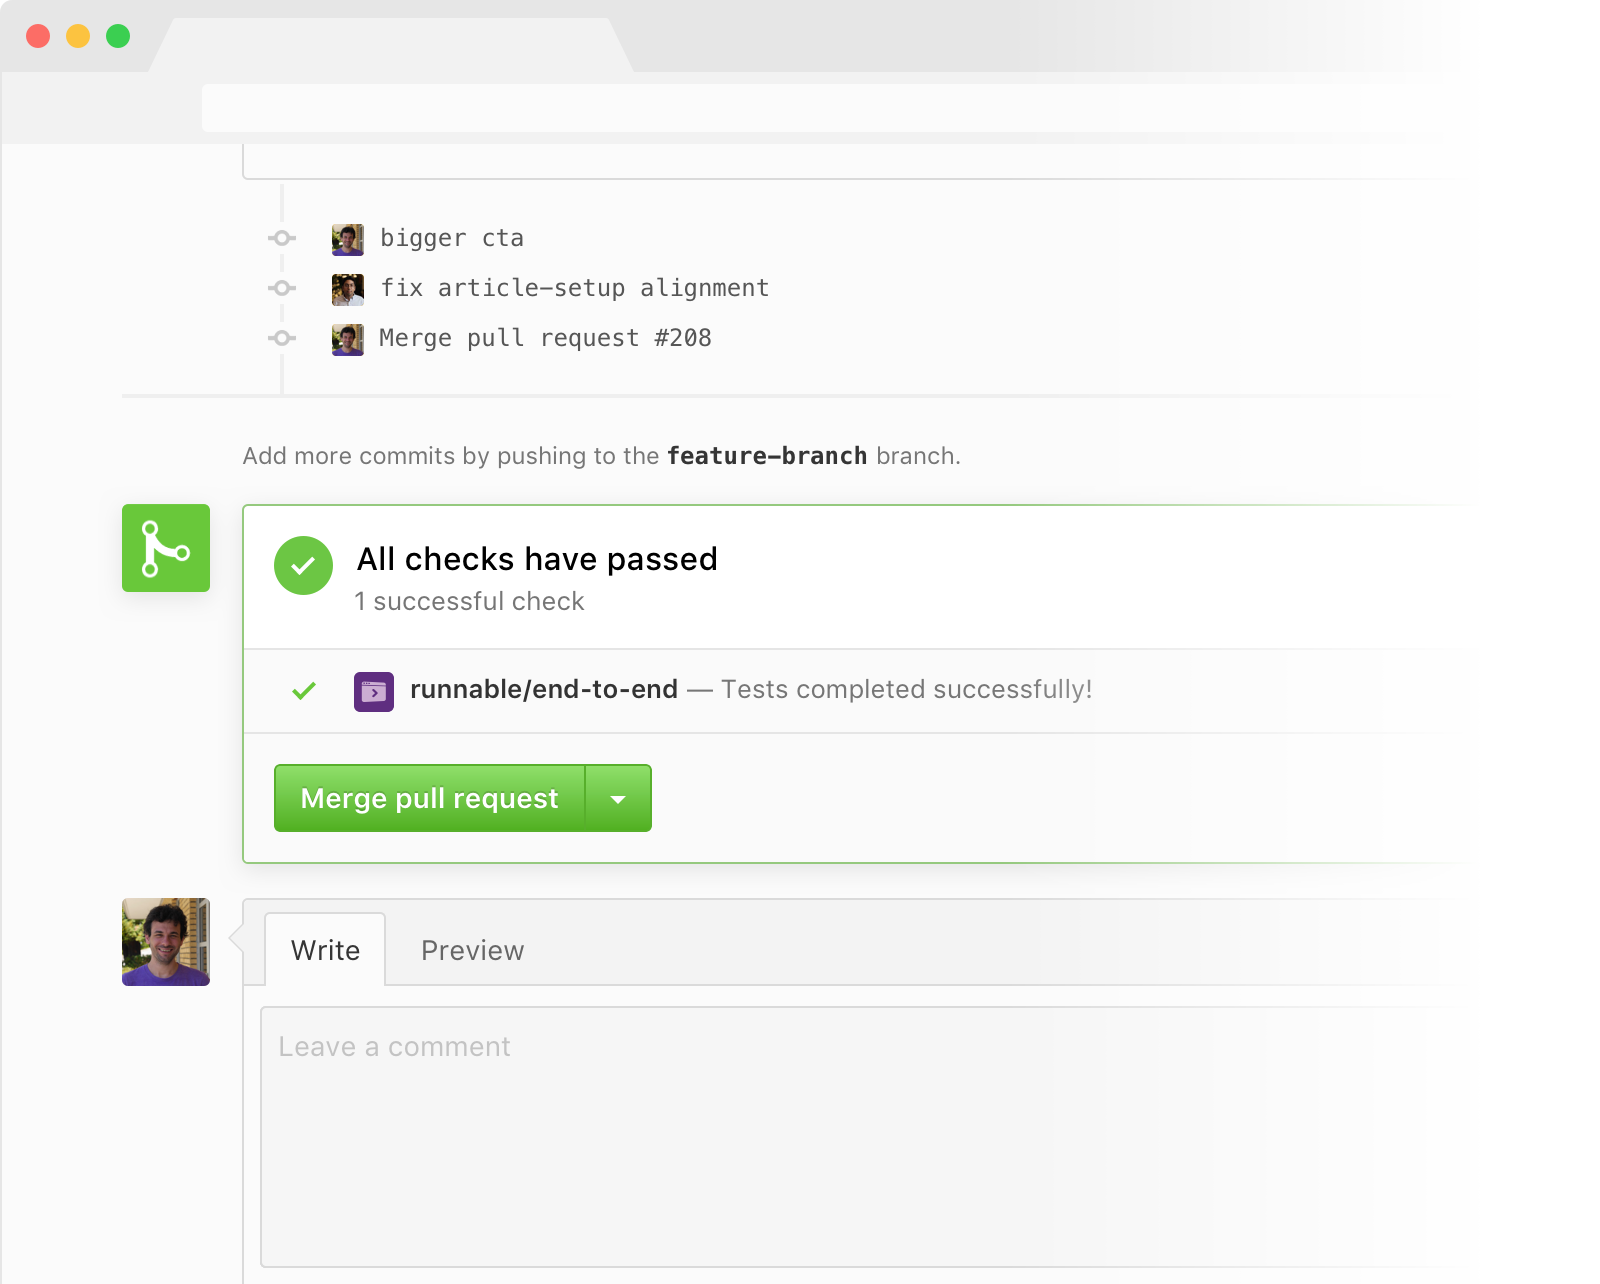 bigger cta
fix article-setup alignment
Merge pull request #208
Add more commits by pushing to the feature-branch branch.
All checks have passed
1 successful check
runnable/end-to-end — Tests completed successfully!
Merge pull request
Write Preview
Leave a comment